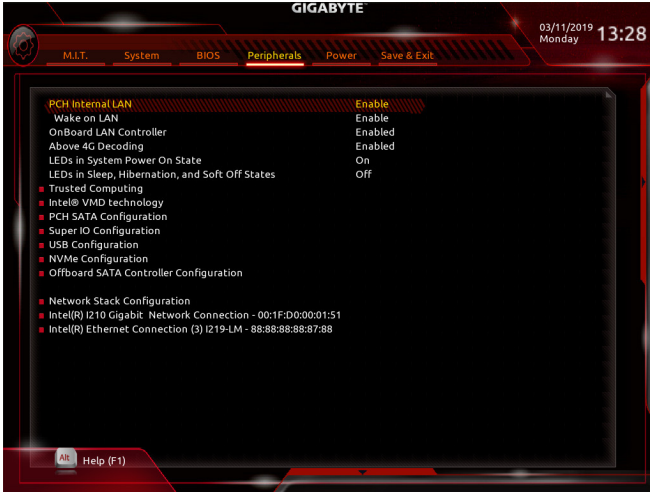 GIGABYTE™
03/11/2019 13:28
Monday
M.I.T. System BIOS Peripherals Power Save & Exit
PCH Internal LAN Enable
Wake on LAN Enable
OnBoard LAN Controller Enabled
Above 4G Decoding Enabled
LEDs in System Power On State On
LEDs in Sleep, Hibernation, and Soft Off States Off
Trusted Computing
Intel® VMD technology
PCH SATA Configuration
Super IO Configuration
USB Configuration
NVMe Configuration
Offboard SATA Controller Configuration
Network Stack Configuration
Intel(R) I210 Gigabit Network Connection - 00:1F:D0:00:01:51
Intel(R) Ethernet Connection (3) I219-LM - 88:88:88:88:87:88
Alt Help (F1)